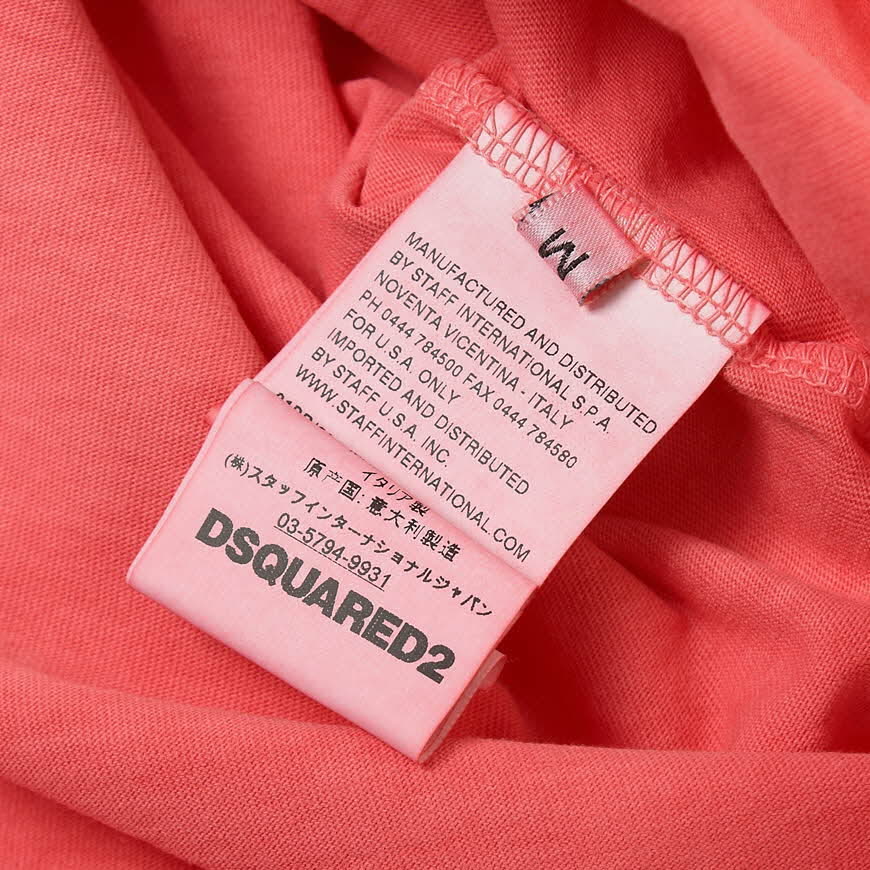 M
MANUFACTURED AND DISTRIBUTED
BY STAFF INTERNATIONAL S.P.A.
NOVENTA VICENTINA - ITALY
PH 0444 784500 FAX 0444 784580
FOR U.S.A. ONLY
IMPORTED AND DISTRIBUTED
BY STAFF U.S.A. INC.
WWW.STAFFINTERNATIONAL.COM
イタリア製
原产国: 意大利製造
(株)スタッフインターナショナルジャパン
03-5794-9931
DSQUARED2